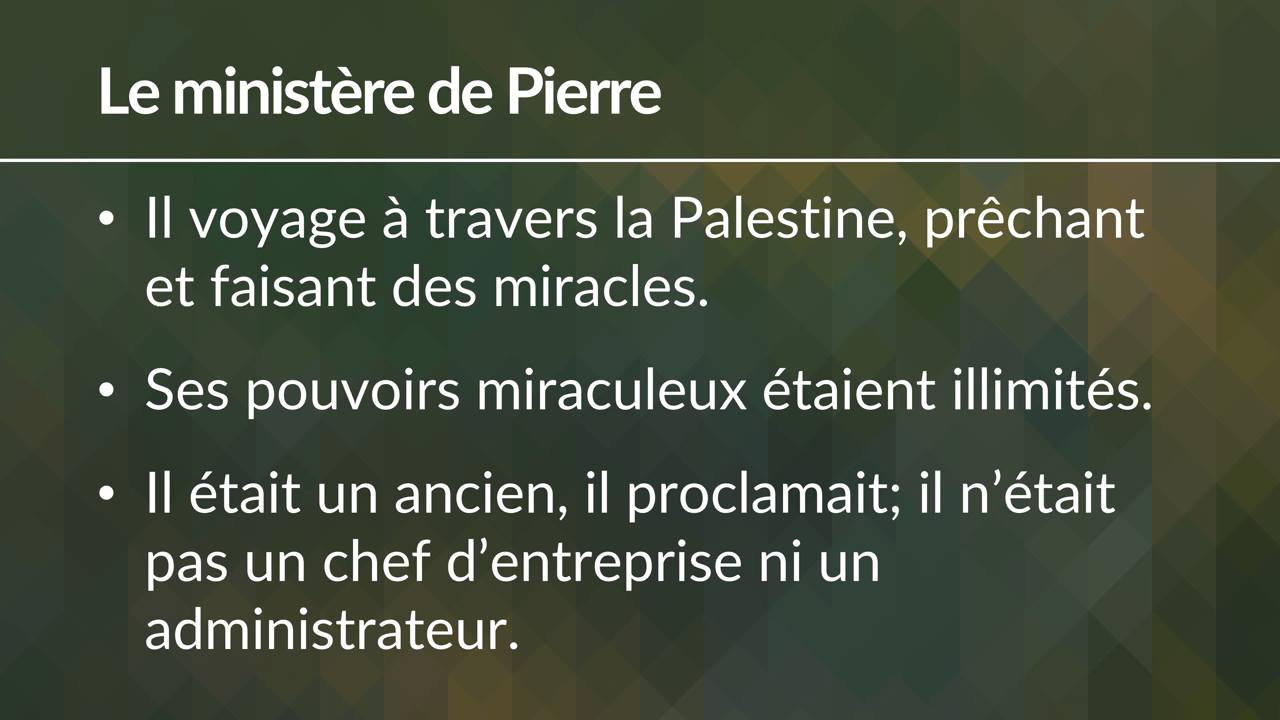 Le ministère de Pierre
• Il voyage à travers la Palestine, prêchant
et faisant des miracles.
• Ses pouvoirs miraculeux étaient illimités.
• Il était un ancien, il proclamait; il n’était
pas un chef d’entreprise ni un
administrateur.